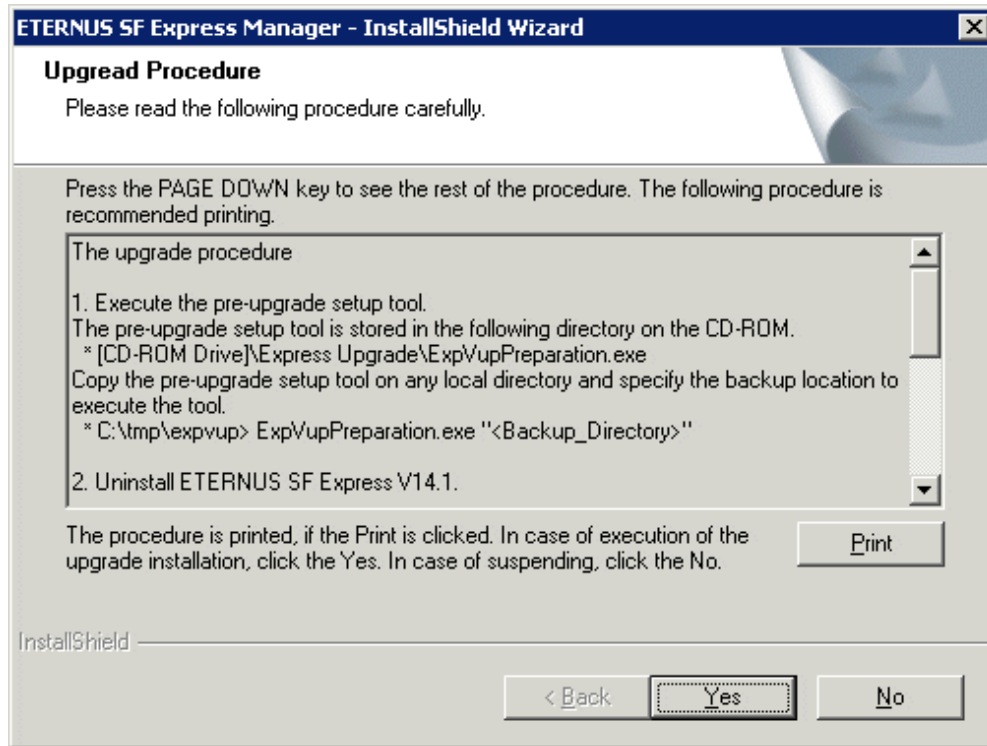 ETERNUS SF Express Manager - InstallShield Wizard
Upgread Procedure
Please read the following procedure carefully.
Press the PAGE DOWN key to see the rest of the procedure. The following procedure is
recommended printing.
The upgrade procedure
1. Execute the pre-upgrade setup tool.
The pre-upgrade setup tool is stored in the following directory on the CD-ROM.
* [CD-ROM Drive]\Express Upgrade\ExpVupPreparation.exe
Copy the pre-upgrade setup tool on any local directory and specify the backup location to
execute the tool.
* C:\tmp\expvup> ExpVupPreparation.exe "<Backup_Directory>"
2. Uninstall ETERNUS SF Express V14.1.
The procedure is printed, if the Print is clicked. In case of execution of the
upgrade installation, click the Yes. In case of suspending, click the No.
Print
InstallShield
< Back
Yes
No